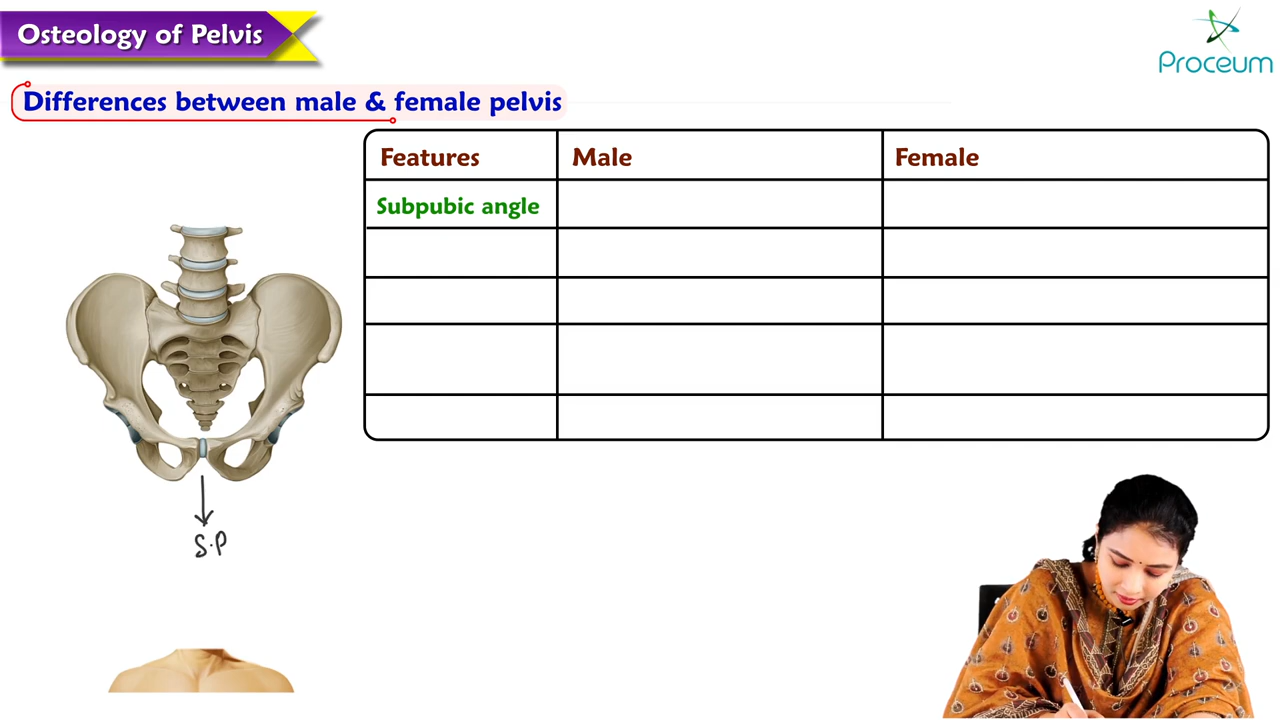 Osteology of Pelvis
Proceum
Differences between male & female pelvis
Features Male Female
Subpubic angle
S.P